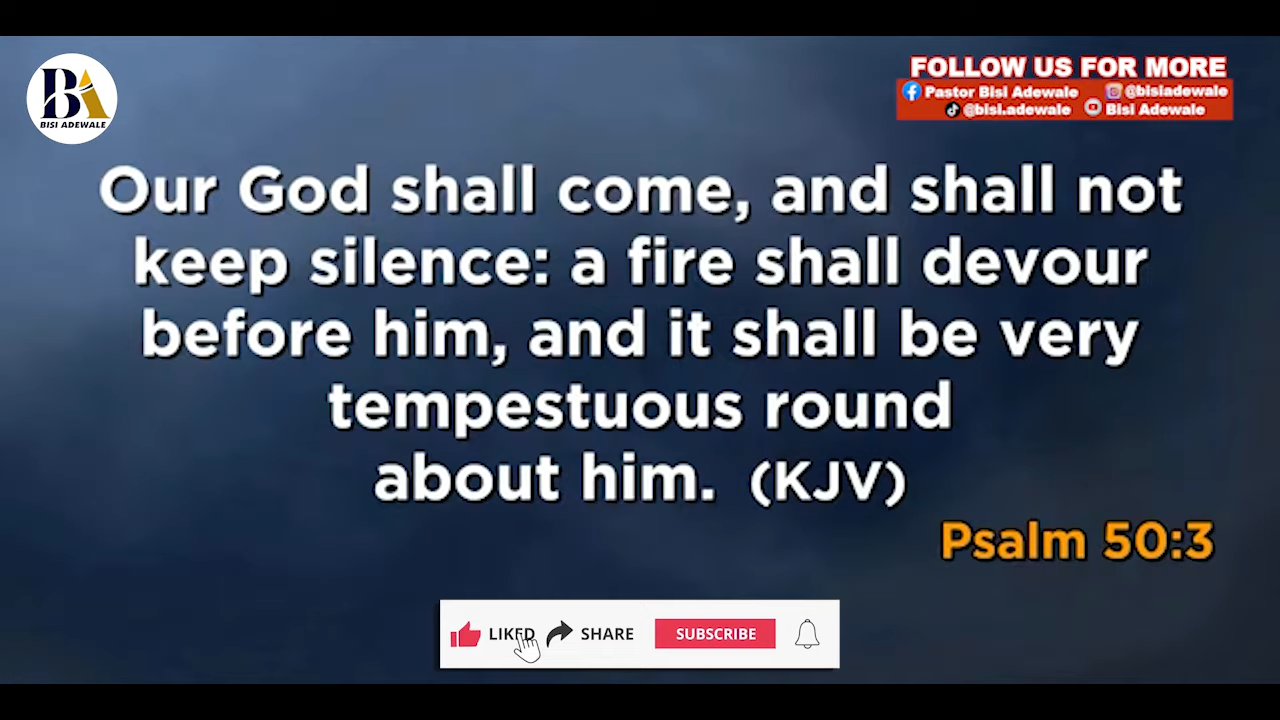 BA
BISI ADEWALE
FOLLOW US FOR MORE
Pastor Bisi Adewale @bisiadewale
@bisi.adewale Bisi Adewale
Our God shall come, and shall not
keep silence: a fire shall devour
before him, and it shall be very
tempestuous round
about him. (KJV)
Psalm 50:3
LIKED SHARE SUBSCRIBE